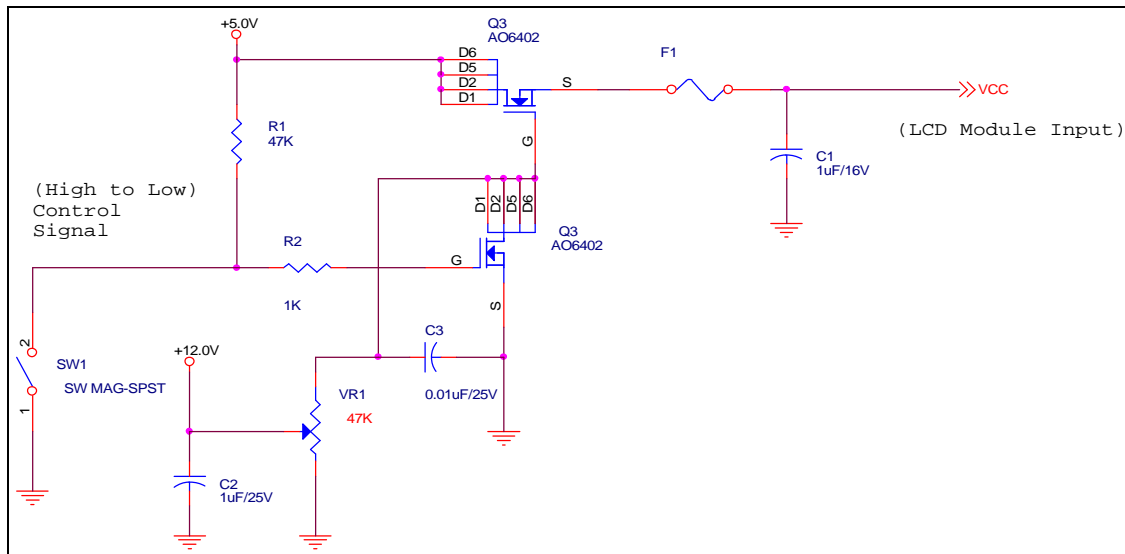 +5.0V
Q3
AO6402
D6
D5
D2
D1
S
G
F1
VCC
(LCD Module Input)
R1
47K
C1
1uF/16V
(High to Low)
Control
Signal
D1
D2
D5
D6
Q3
AO6402
R2
1K
G
S
2
SW1
SW MAG-SPST
1
+12.0V
C3
0.01uF/25V
VR1
47K
C2
1uF/25V